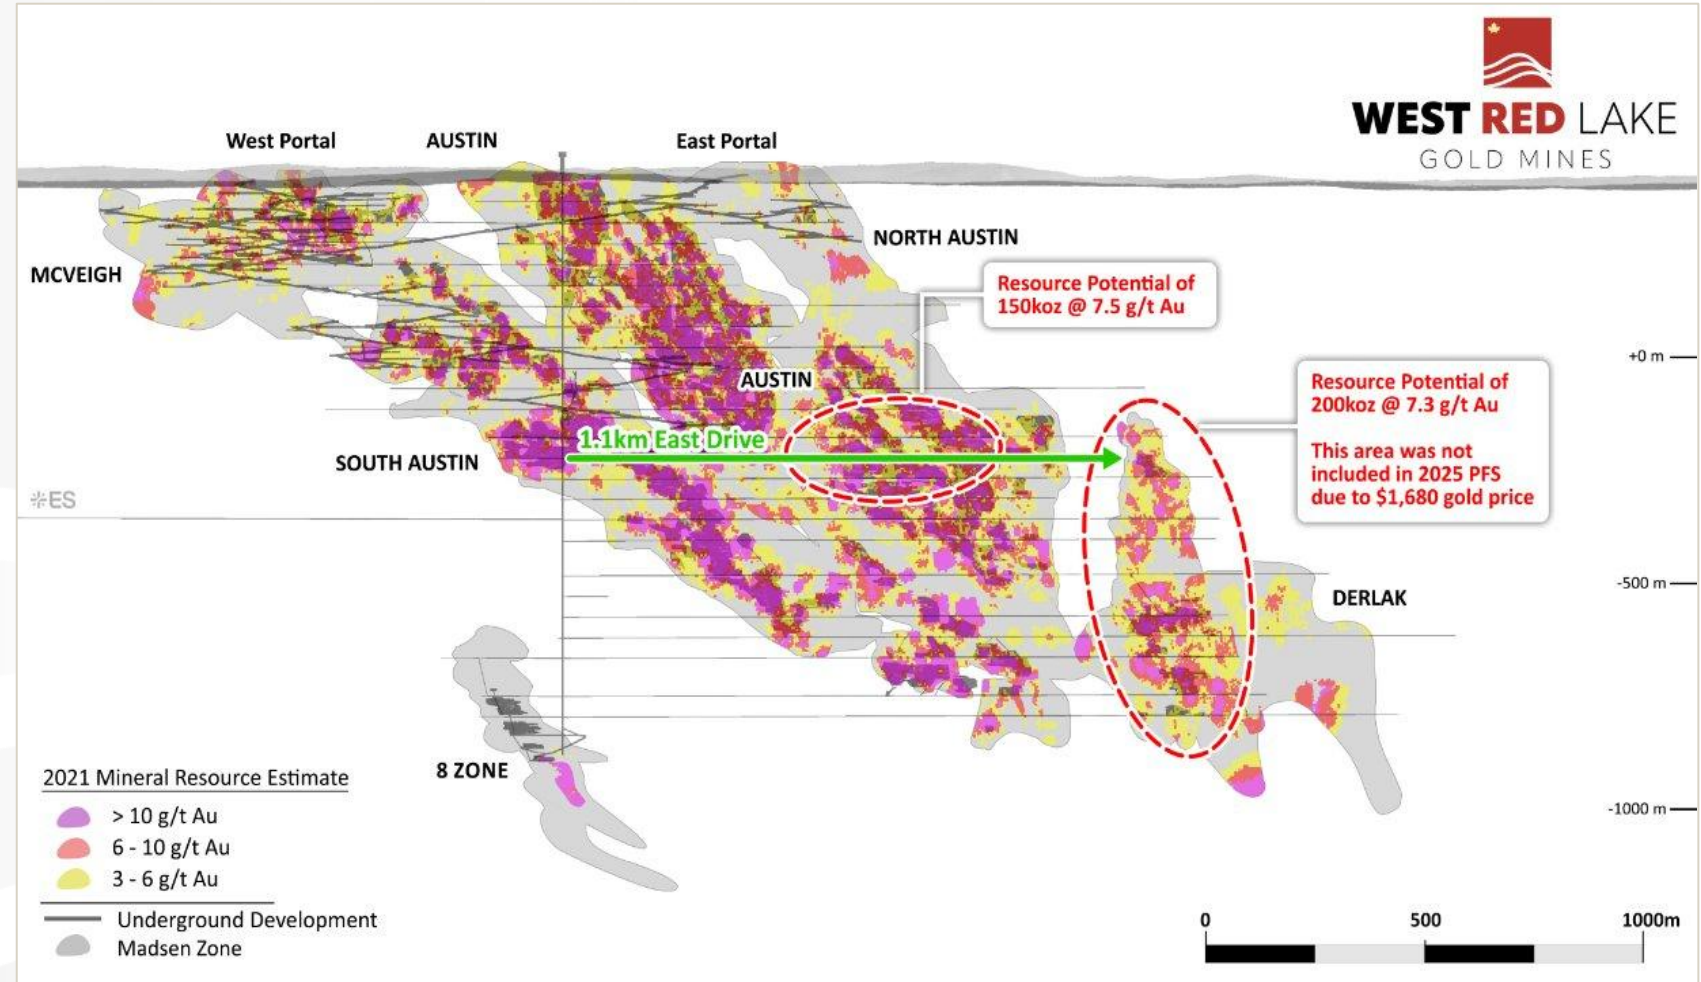 WEST RED LAKE
GOLD MINES
West Portal
AUSTIN
East Portal
NORTH AUSTIN
MCVEIGH
Resource Potential of
150koz @ 7.5 g/t Au
+0 m
AUSTIN
Resource Potential of
200koz @ 7.3 g/t Au
This area was not
included in 2025 PFS
due to $1,680 gold price
1.1km East Drive
SOUTH AUSTIN
ES
-500 m
DERLAK
8 ZONE
-1000 m
2021 Mineral Resource Estimate
> 10 g/t Au
6 - 10 g/t Au
3 - 6 g/t Au
Underground Development
Madsen Zone
0 500 1000m